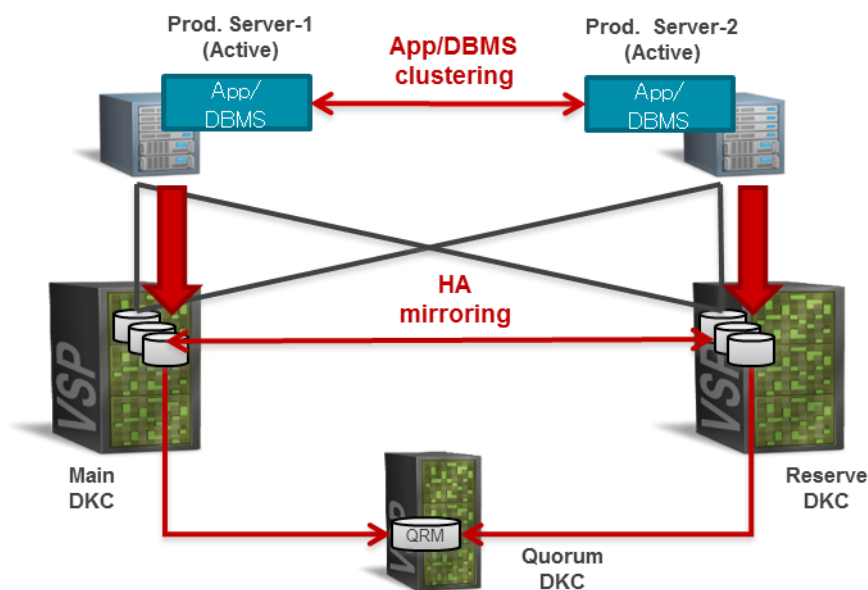 Prod. Server-1
(Active)
App/DBMS
clustering
Prod. Server-2
(Active)
App/
DBMS
App/
DBMS
HA
mirroring
VSP
VSP
Main
DKC
Reserve
DKC
QRM
Quorum
DKC